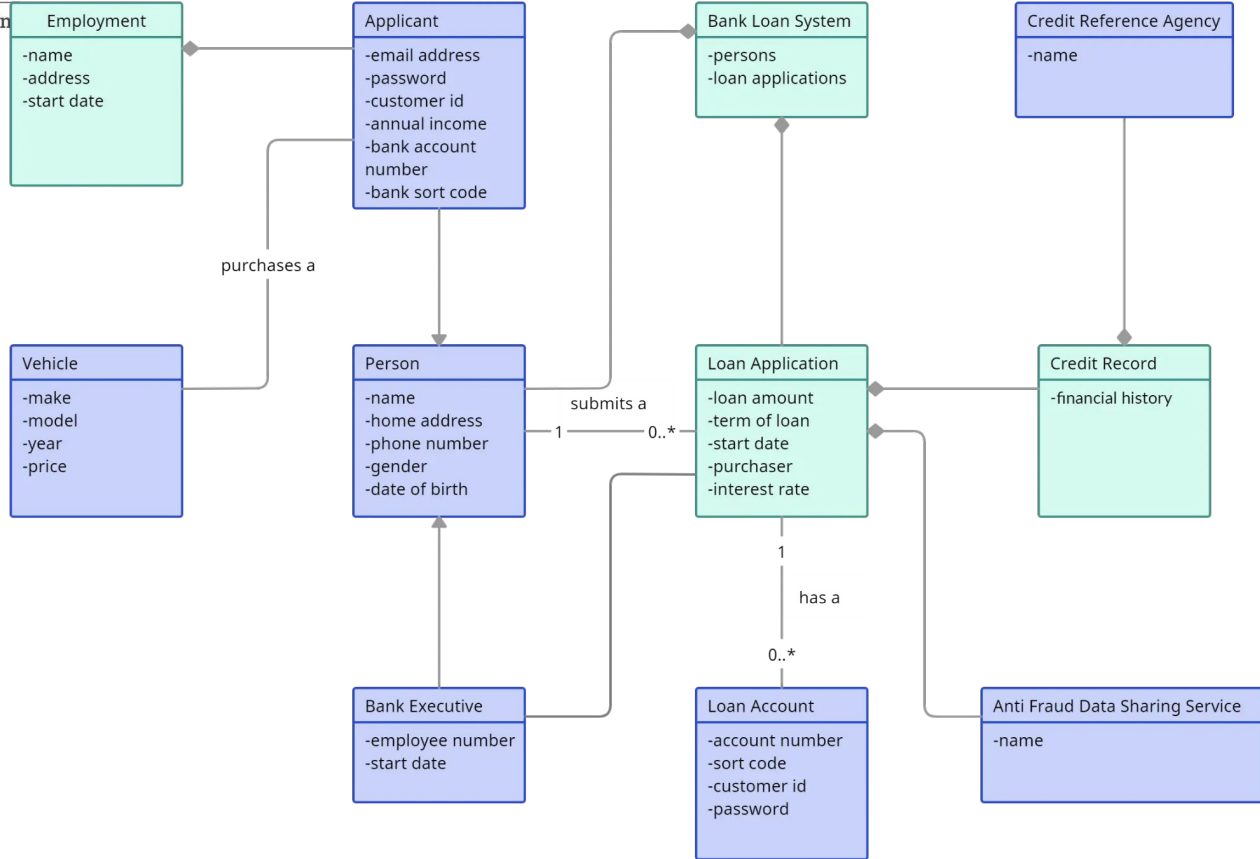 n
Employment
-name
-address
-start date
Applicant
-email address
-password
-customer id
-annual income
-bank account
number
-bank sort code
Bank Loan System
-persons
-loan applications
Credit Reference Agency
-name
purchases a
Vehicle
-make
-model
-year
-price
Person
-name
-home address
-phone number
-gender
-date of birth
submits a
1
0..*
Loan Application
-loan amount
-term of loan
-start date
-purchaser
-interest rate
Credit Record
-financial history
1
has a
0..*
Bank Executive
-employee number
-start date
Loan Account
-account number
-sort code
-customer id
-password
Anti Fraud Data Sharing Service
-name